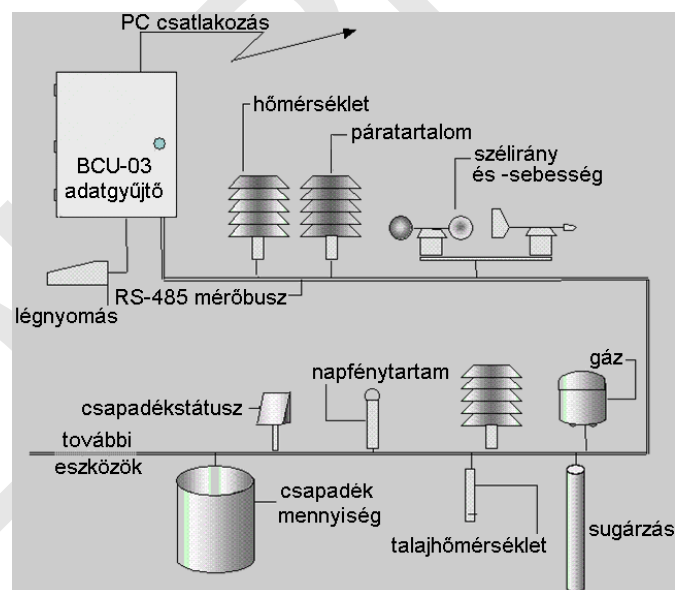 PC csatlakozás
hőmérséklet
páratartalom
szélirány
és -sebesség
BCU-03
adatgyűjtő
RS-485 mérőbusz
légnyomás
napfénytartam
gáz
csapadékstátusz
további
eszközök
csapadék
mennyiség
talajhőmérséklet
sugárzás